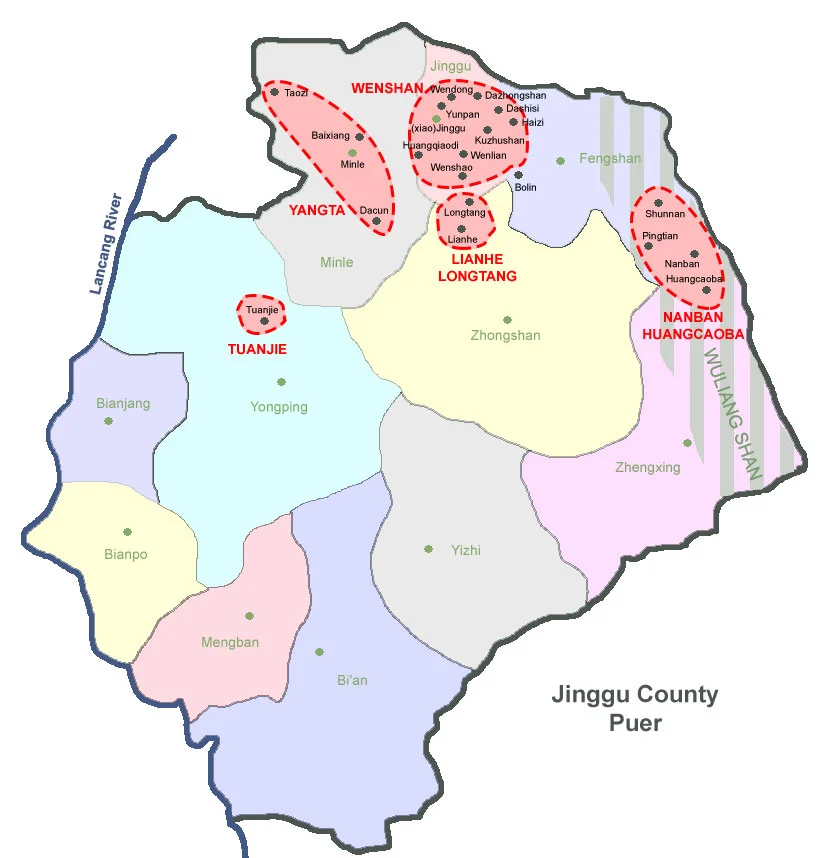 Jinggu
WENSHAN
Wendong
Dazhongshan
Taozi
Dashisi
Yunpan
Haizi
(xiao)Jinggu
Baixiang
Kuzhushan
Huangqiaodi
Minle
Wenlian
Fengshan
Wenshao
Bolin
YANGTA
Dacun
Longtang
Shunnan
Lianhe
Pingtian
Lancang River
Minle
LIANHE
LONGTANG
Nanban
Huangcaoba
Tuanjie
NANBAN
HUANGCAOBA
TUANJIE
Zhongshan
WULIANG SHAN
Bianjang
Yongping
Zhengxing
Bianpo
Yizhi
Mengban
Bi'an
Jinggu County
Puer